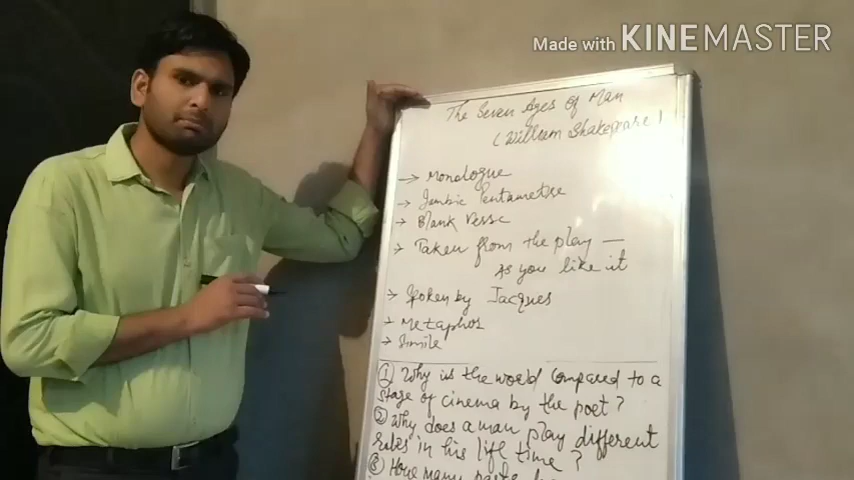 Made with KINEMASTER
The Seven Ages of Man
(William Shakespeare)
→ Monologue
→ Iambic Pentametre
→ Blank Verse
→ Taken from the play —
As you like it
→ Spoken by Jacques
→ Metaphor
→ Simile
① Why is the world Compared to a
stage of cinema by the poet?
② Why does a man play different
roles in his life time?
③ How many parts